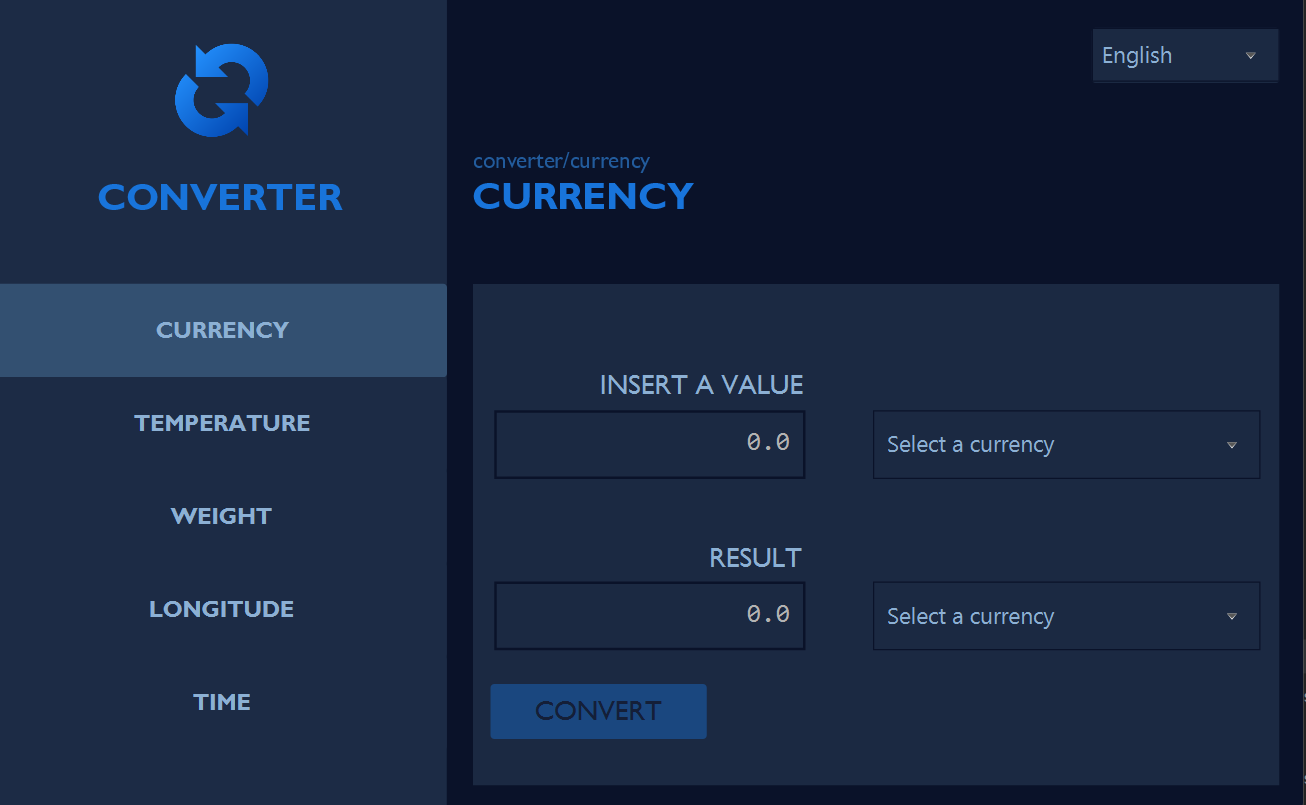 CONVERTER
CURRENCY
TEMPERATURE
WEIGHT
LONGITUDE
TIME
English
converter/currency
CURRENCY
INSERT A VALUE
0.0
Select a currency
RESULT
0.0
Select a currency
CONVERT